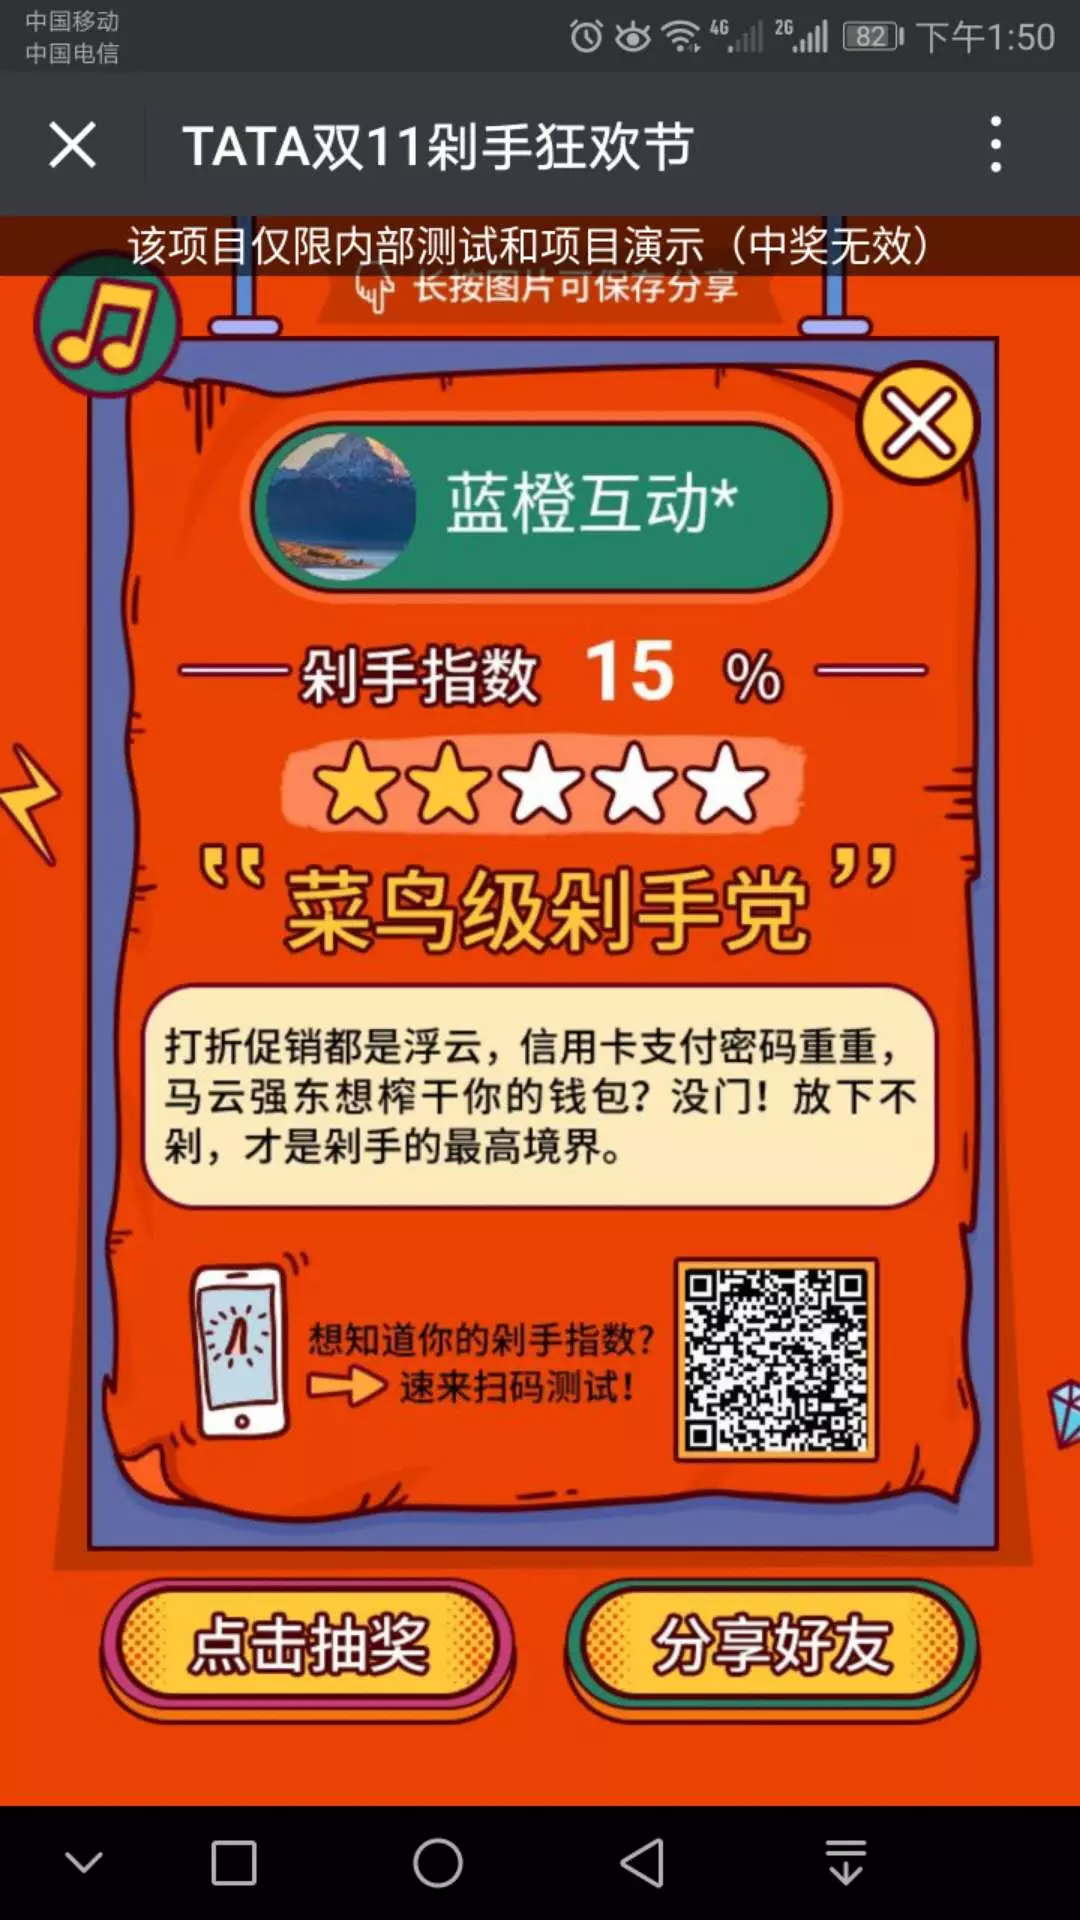 中国移动
中国电信
4G
2G
82
下午1:50
TATA双11剁手狂欢节
该项目仅限内部测试和项目演示（中奖无效）
长按图片可保存分享
蓝橙互动*
剁手指数 15 %
“菜鸟级剁手党”
打折促销都是浮云，信用卡支付密码重重，
马云强东想榨干你的钱包？没门！放下不
剁，才是剁手的最高境界。
想知道你的剁手指数？
速来扫码测试！
点击抽奖
分享好友